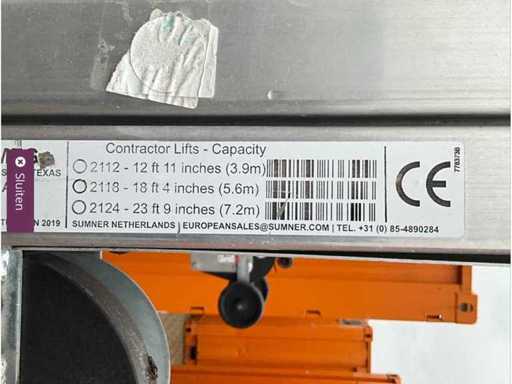 Contractor Lifts - Capacity
2112 - 12 ft 11 inches (3.9m)
TEXAS
2118 - 18 ft 4 inches (5.6m)
2124 - 23 ft 9 inches (7.2m)
2019
SUMNER NETHERLANDS | EUROPEANSALES@SUMNER.COM | TEL. +31 (0) 85-4890284
CE
7783730
Sluiten